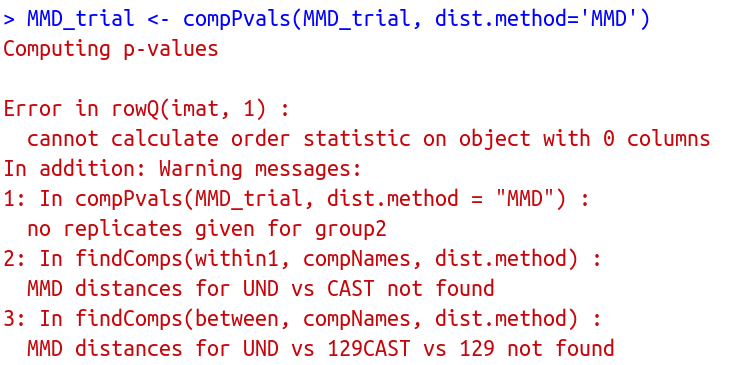 > MMD_trial <- compPvals(MMD_trial, dist.method='MMD')
Computing p-values
Error in rowQ(imat, 1) :
  cannot calculate order statistic on object with 0 columns
In addition: Warning messages:
1: In compPvals(MMD_trial, dist.method = "MMD") :
  no replicates given for group2
2: In findComps(within1, compNames, dist.method) :
  MMD distances for UND vs CAST not found
3: In findComps(between, compNames, dist.method) :
  MMD distances for UND vs 129CAST vs 129 not found